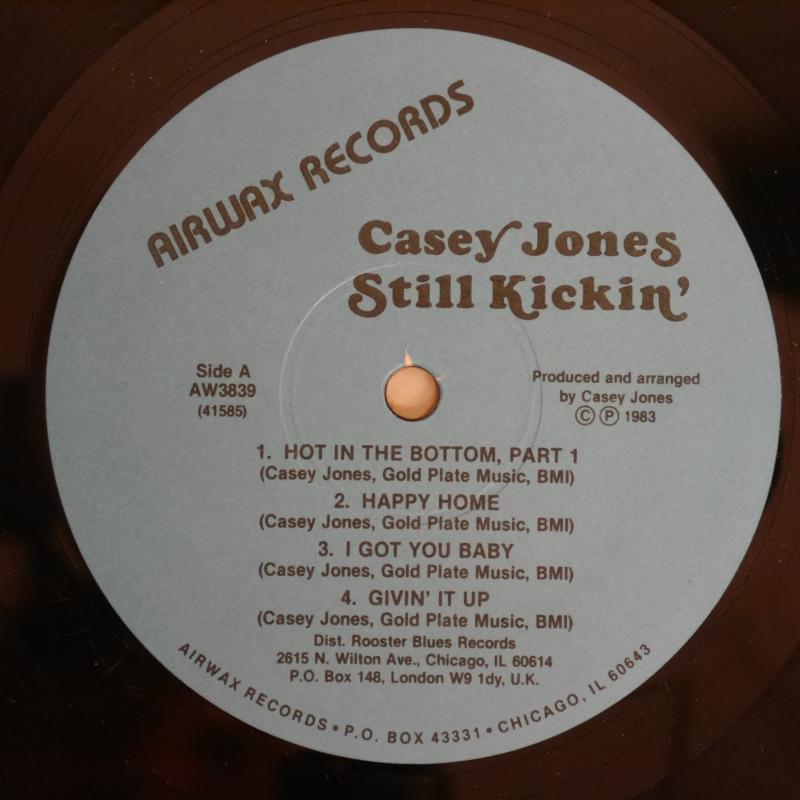 AIRWAX RECORDS
Casey Jones
Still Kickin'
Side A
AW3839
(41585)
Produced and arranged
by Casey Jones
© ℗ 1983
1. HOT IN THE BOTTOM, PART 1
(Casey Jones, Gold Plate Music, BMI)
2. HAPPY HOME
(Casey Jones, Gold Plate Music, BMI)
3. I GOT YOU BABY
(Casey Jones, Gold Plate Music, BMI)
4. GIVIN' IT UP
(Casey Jones, Gold Plate Music, BMI)
Dist. Rooster Blues Records
2615 N. Wilton Ave., Chicago, IL 60614
P.O. Box 148, London W9 1dy, U.K.
AIRWAX RECORDS • P.O. BOX 43331 • CHICAGO, IL 60643